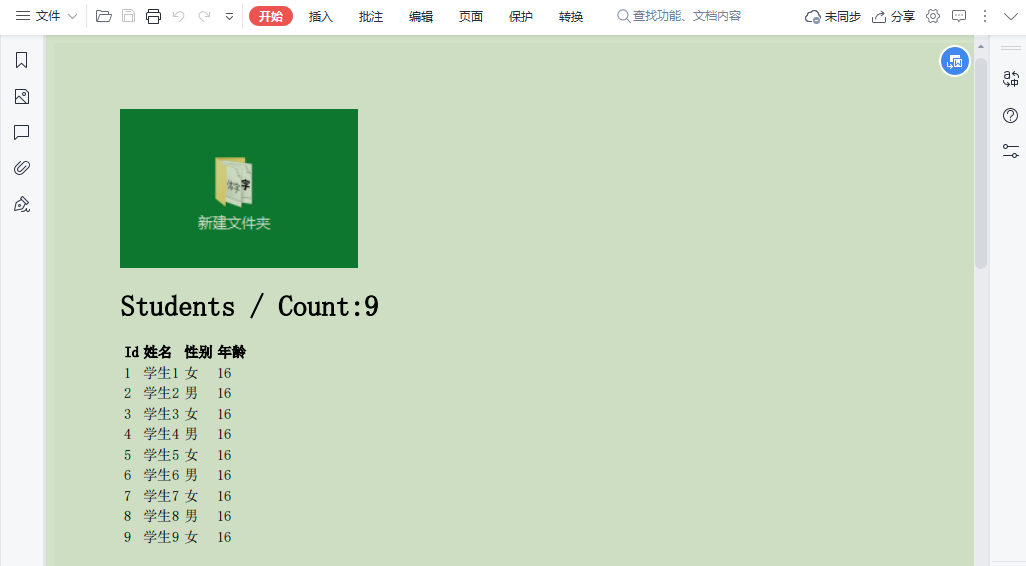 文件 开始 插入 批注 编辑 页面 保护 转换 查找功能、文档内容 未同步 分享
新建文件夹
Students / Count:9
Id 姓名 性别 年龄
1 学生1 女 16
2 学生2 男 16
3 学生3 女 16
4 学生4 男 16
5 学生5 女 16
6 学生6 男 16
7 学生7 女 16
8 学生8 男 16
9 学生9 女 16